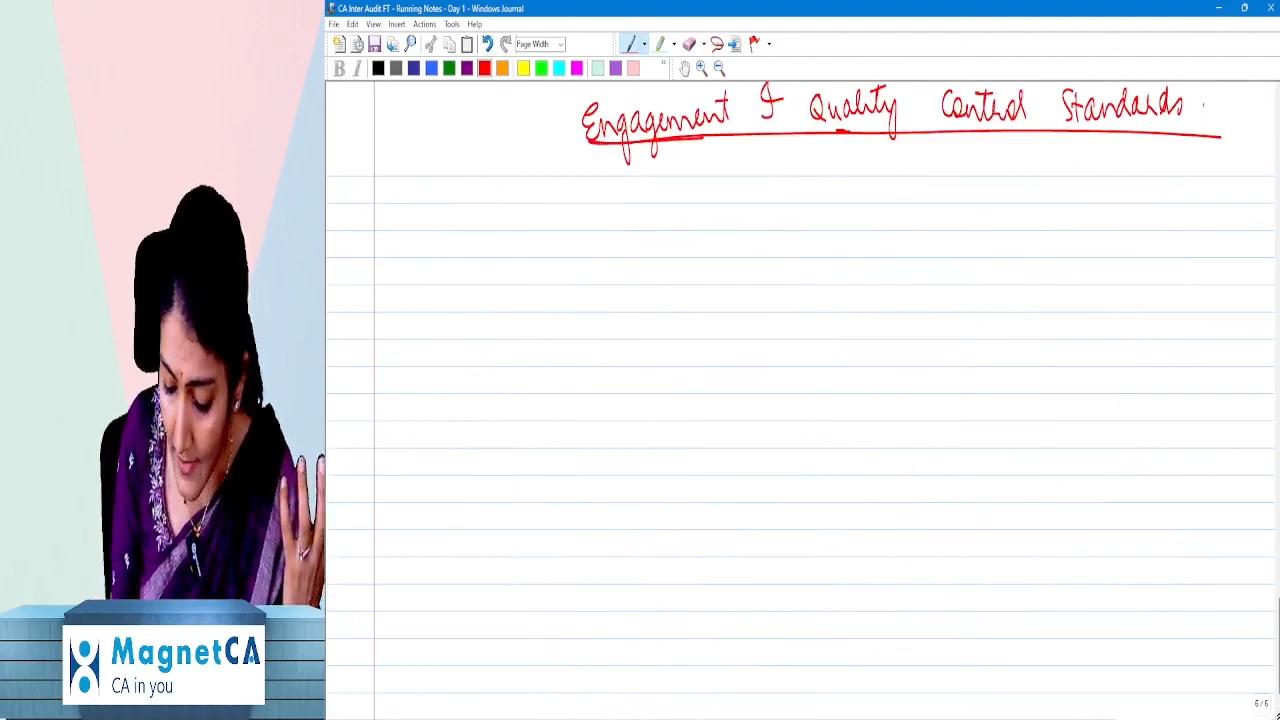 CA Inter Audit FT - Running Notes - Day 1 - Windows Journal
File Edit View Insert Actions Tools Help
Page Width
B I
Engagement & Quality Control Standards
MagnetCA
CA in you
6 / 6